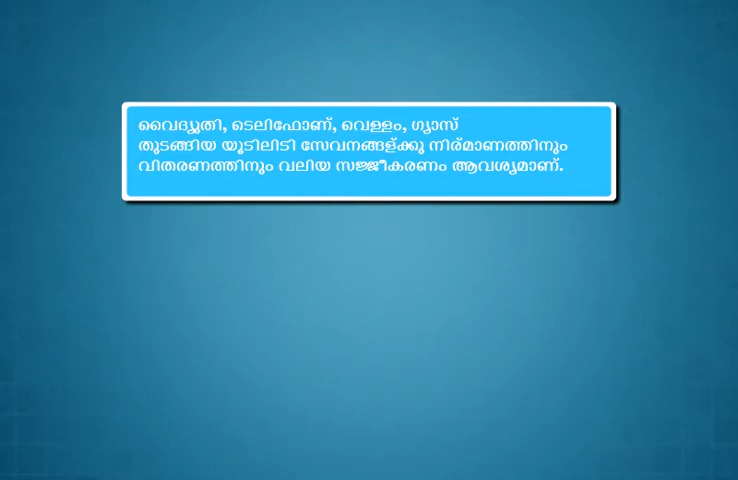 വൈദ്യുതി, ടെലിഫോണ്, വെള്ളം, ഗ്യാസ്
തുടങ്ങിയ യൂടിലിടി സേവനങ്ങള്ക്കു നിര്മാണത്തിനും
വിതരണത്തിനും വലിയ സജ്ജീകരണം ആവശ്യമാണ്.